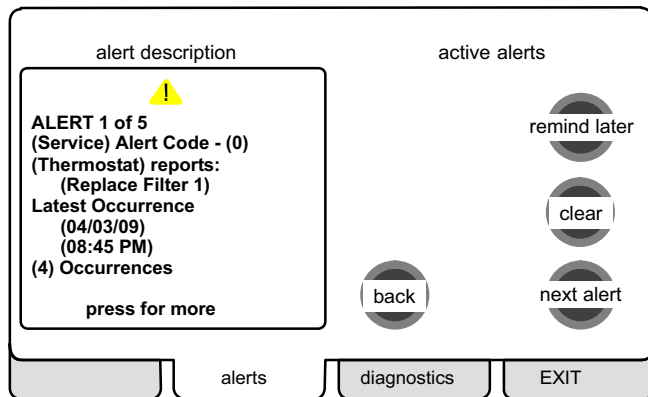 alert description
active alerts
!
ALERT 1 of 5
(Service) Alert Code - (0)
(Thermostat) reports:
(Replace Filter 1)
Latest Occurrence
(04/03/09)
(08:45 PM)
(4) Occurrences
press for more
remind later
clear
back
next alert
alerts
diagnostics
EXIT